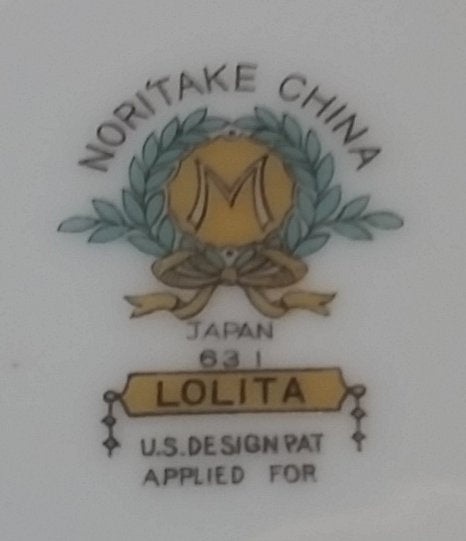 NORITAKE CHINA
M
JAPAN
631
LOLITA
U.S. DESIGN PAT
APPLIED FOR